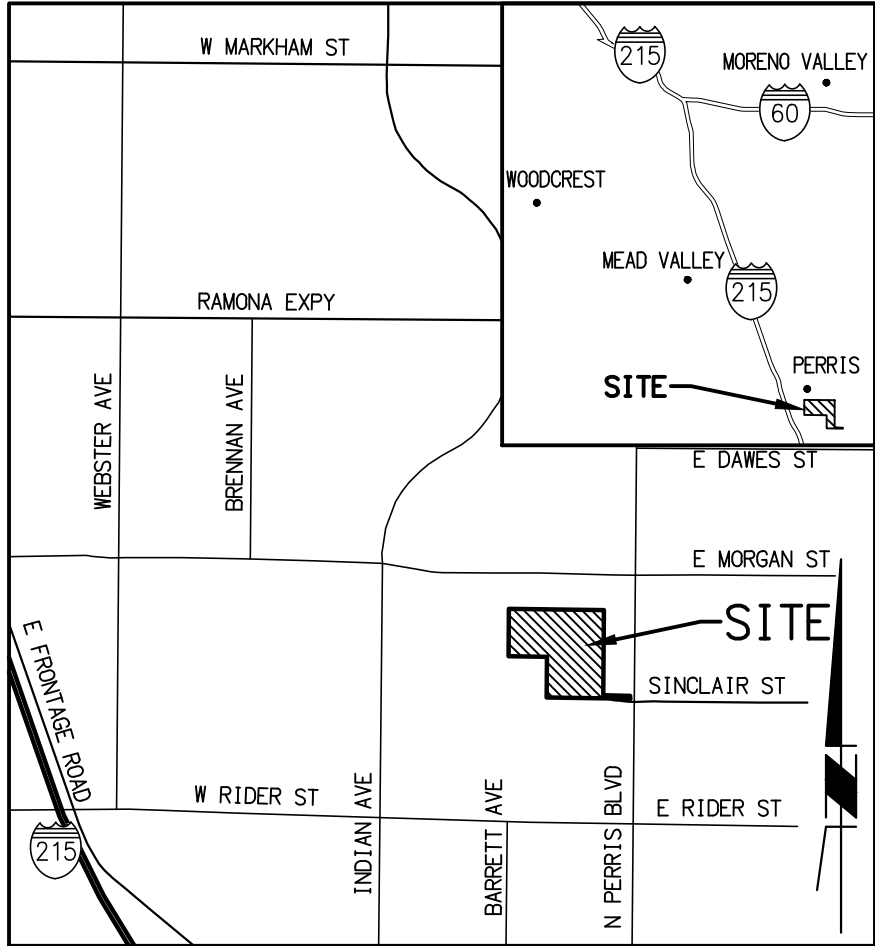 W MARKHAM ST
215
MORENO VALLEY
60
WOODCREST
MEAD VALLEY
215
RAMONA EXPY
PERRIS
SITE
WEBSTER AVE
BRENNAN AVE
E DAWES ST
E MORGAN ST
SITE
E FRONTAGE ROAD
SINCLAIR ST
W RIDER ST
INDIAN AVE
BARRETT AVE
N PERRIS BLVD
E RIDER ST
215